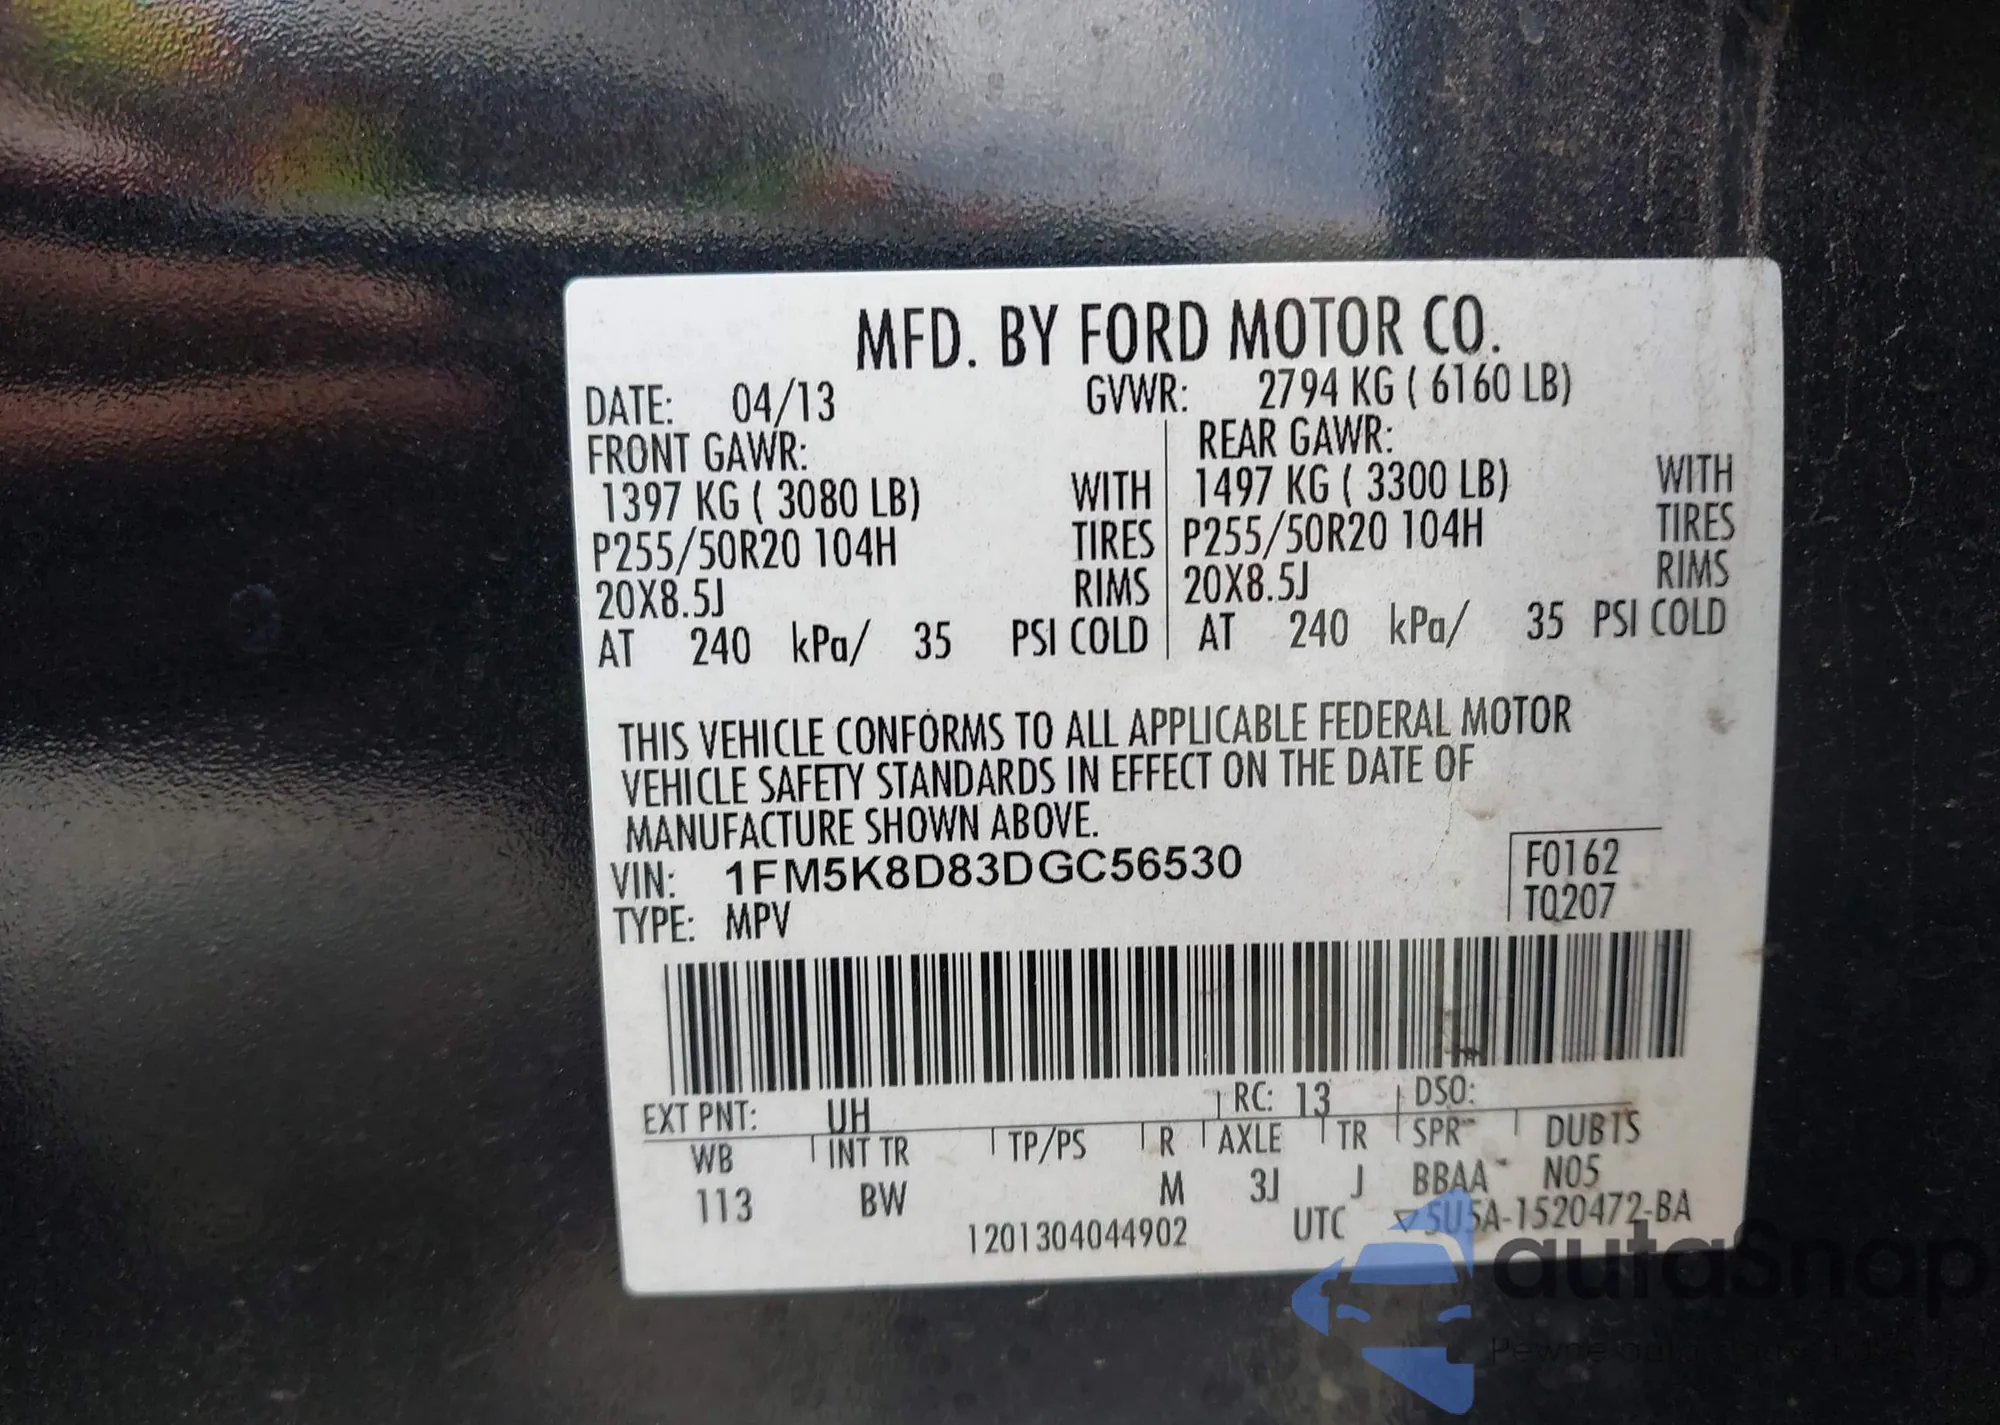 MFD. BY FORD MOTOR CO.
DATE: 04/13 GVWR: 2794 KG ( 6160 LB)
FRONT GAWR: REAR GAWR:
1397 KG ( 3080 LB) WITH 1497 KG ( 3300 LB) WITH
P255/50R20 104H TIRES P255/50R20 104H TIRES
20X8.5J RIMS 20X8.5J RIMS
AT 240 kPa/ 35 PSI COLD AT 240 kPa/ 35 PSI COLD
THIS VEHICLE CONFORMS TO ALL APPLICABLE FEDERAL MOTOR
VEHICLE SAFETY STANDARDS IN EFFECT ON THE DATE OF
MANUFACTURE SHOWN ABOVE.
VIN: 1FM5K8D83DGC56530 F0162
TYPE: MPV T0207
EXT PNT: UH RC: 13 DSO:
WB INT TR TP/PS R AXLE TR SPR DUBTS
113 BW M 3J J BBAA N05
1201304044902 UTC ▽5U5A-1520472-BA
autaSnap